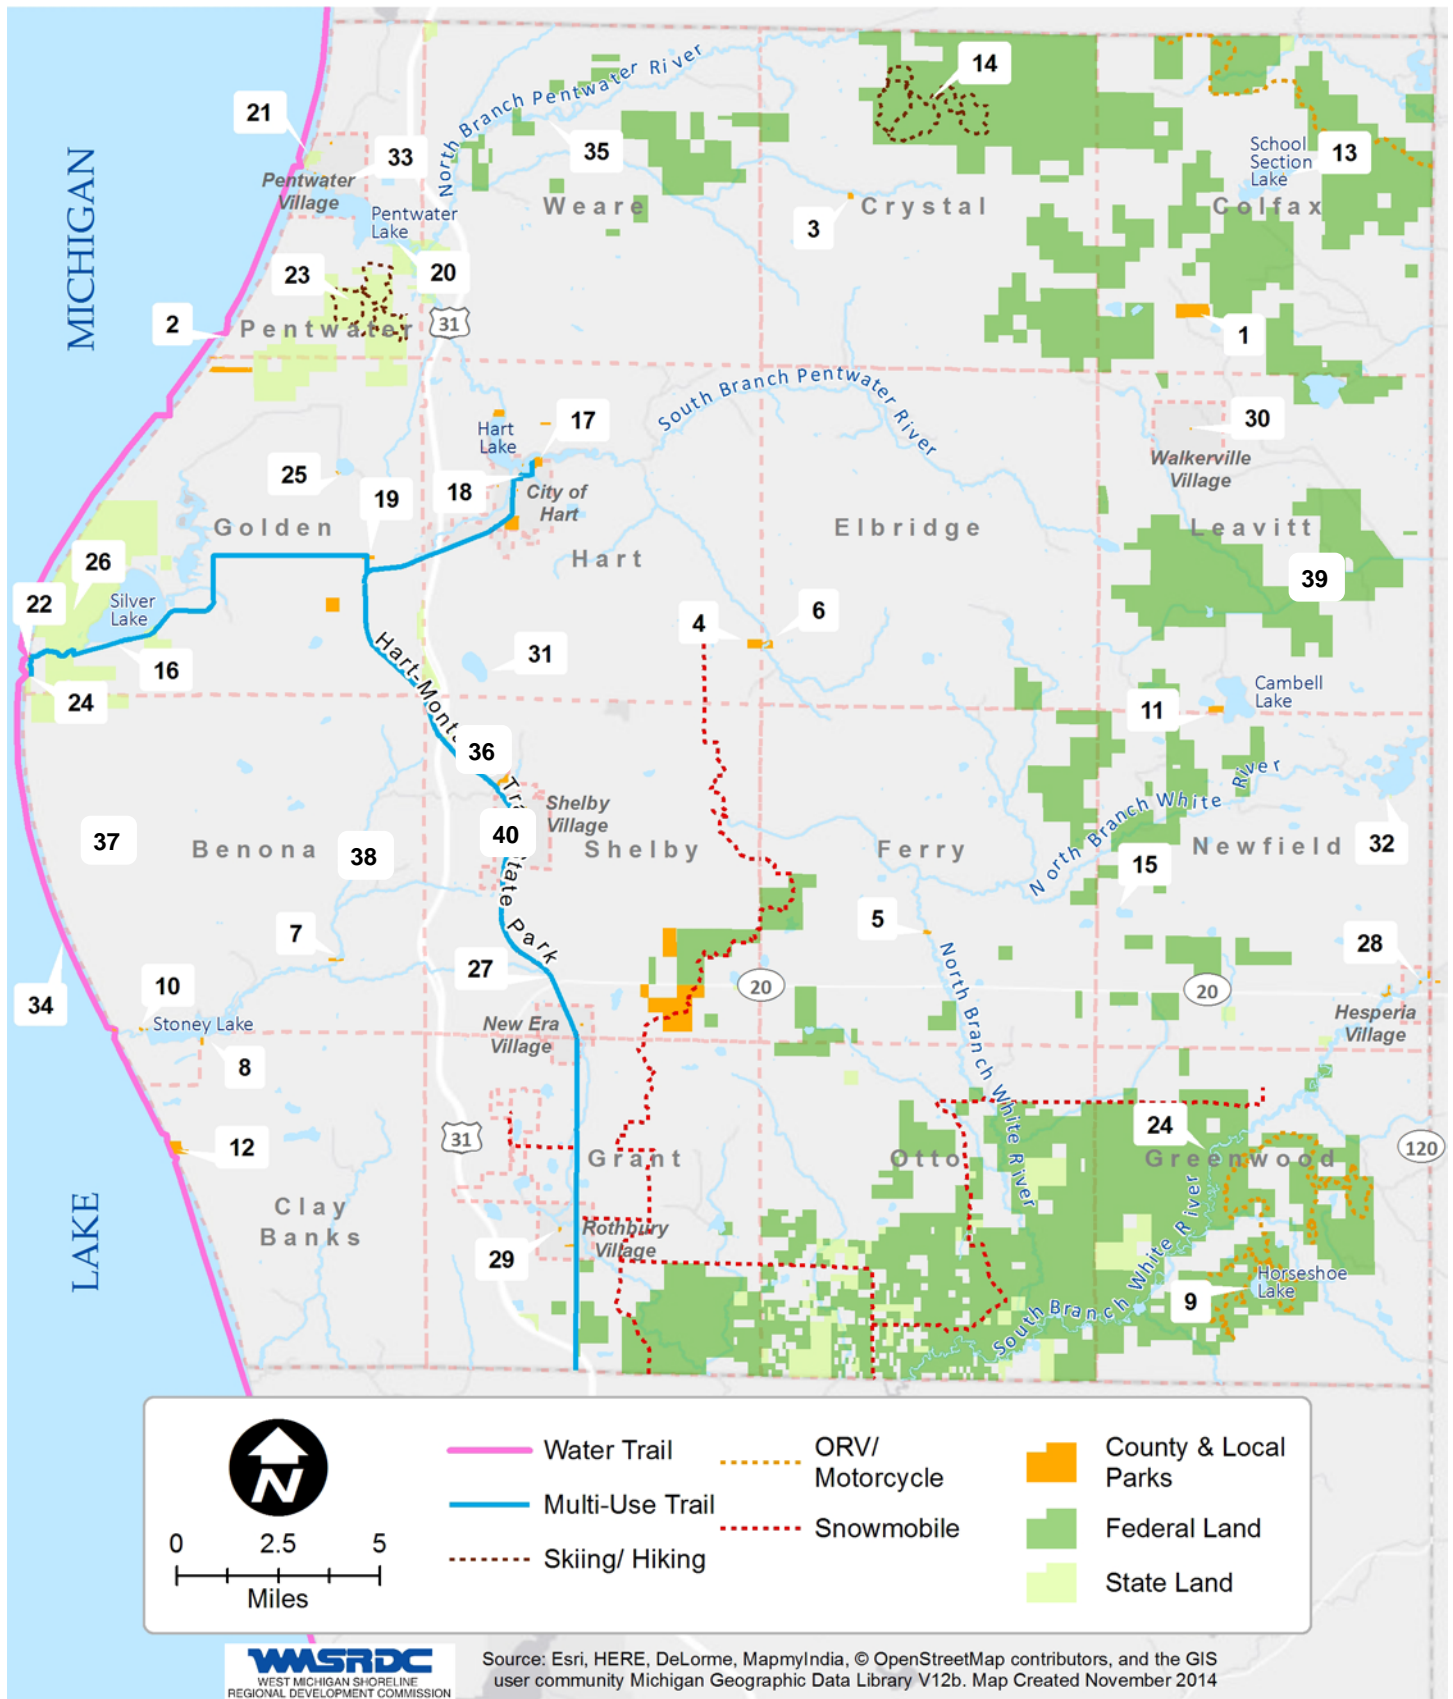 14
21
North Branch Pentwater River
33
35
School
Section
Lake
13
Pentwater
Village
MICHIGAN
Pentwater
Lake
Weare
3
Crystal
Colfax
23
20
2
Pentwater
31
1
South Branch Pentwater River
17
Hart
Lake
30
Walkerville
Village
25
19
18
City of
Hart
Golden
Elbridge
Leavitt
26
Hart
39
22
Silver
Lake
4
6
16
31
Hart-Monta
24
Cambell
Lake
11
36
Tra
Shelby
Village
North Branch White River
37
40
Benona
38
Shelby
Ferry
Newfield
32
15
tate Park
7
5
28
27
10
34
20
20
Stoney Lake
New Era
Village
Hesperia
Village
8
North Branch White River
12
31
24
120
Grant
Otto
Greenwood
Clay
Banks
LAKE
Rothbury
Village
29
South Branch White River
Horseshoe
Lake
9
N
0 2.5 5
Miles
Water Trail
Multi-Use Trail
Skiing/ Hiking
ORV/
Motorcycle
Snowmobile
County & Local
Parks
Federal Land
State Land
WMSRDC
WEST MICHIGAN SHORELINE
REGIONAL DEVELOPMENT COMMISSION
Source: Esri, HERE, DeLorme, MapmyIndia, © OpenStreetMap contributors, and the GIS
user community Michigan Geographic Data Library V12b. Map Created November 2014